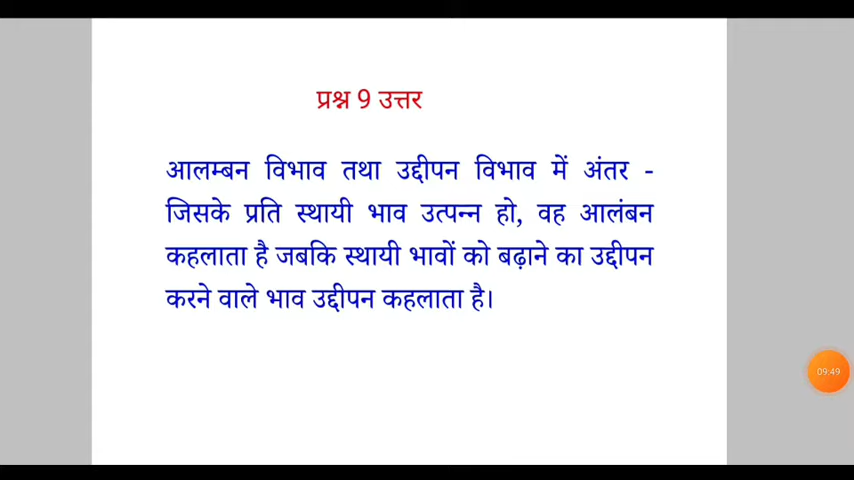 प्रश्न 9 उत्तर
आलम्बन विभाव तथा उद्दीपन विभाव में अंतर -
जिसके प्रति स्थायी भाव उत्पन्न हो, वह आलंबन
कहलाता है जबकि स्थायी भावों को बढ़ाने का उद्दीपन
करने वाले भाव उद्दीपन कहलाता है।
09:49